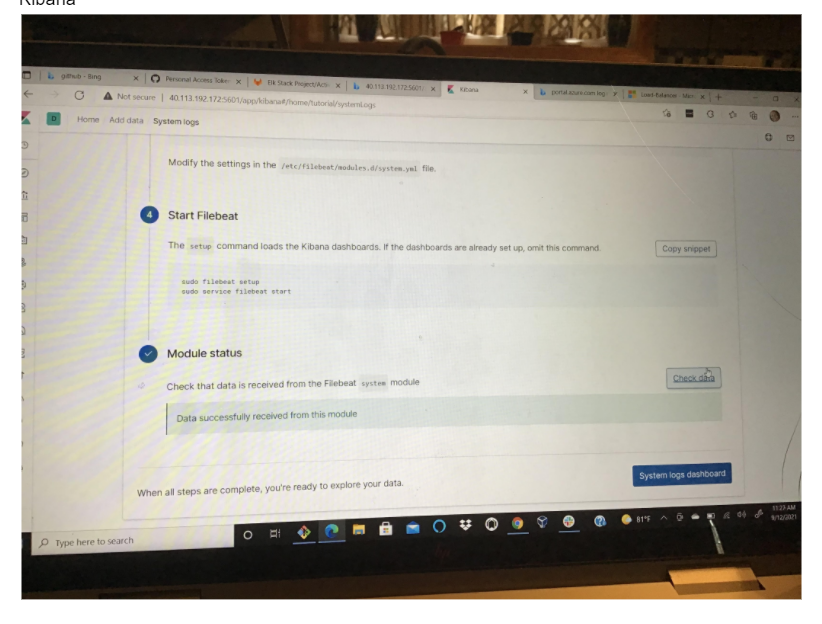 Kibana
github - Bing
Personal Access Token
Elk Stack Project/Activ
40.113.192.172:5601
Kibana
portal.azure.com log
Load-Balancer - Micro
Not secure | 40.113.192.172:5601/app/kibana#/home/tutorial/systemLogs
D Home Add data System logs
Modify the settings in the /etc/filebeat/modules.d/system.yml file.
4 Start Filebeat
The setup command loads the Kibana dashboards. If the dashboards are already set up, omit this command.
Copy snippet
sudo filebeat setup
sudo service filebeat start
Module status
Check that data is received from the Filebeat system module
Check data
Data successfully received from this module
When all steps are complete, you're ready to explore your data.
System logs dashboard
Type here to search
81°F
11:27 AM
9/12/2021